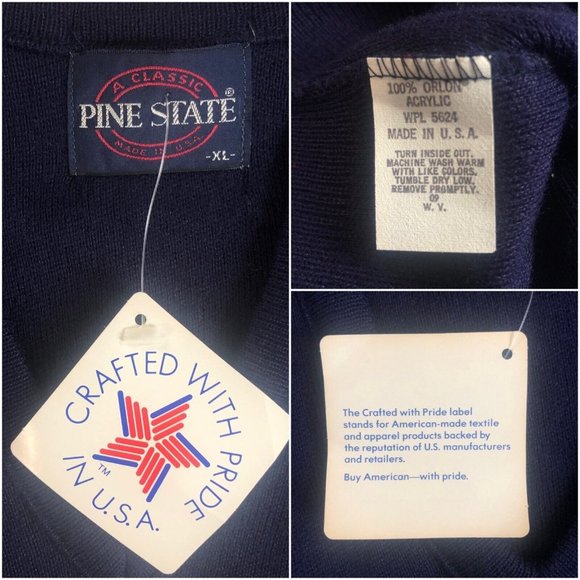 A CLASSIC
PINE STATE®
MADE IN U.S.A.
-XL-
CRAFTED WITH PRIDE
IN U.S.A.
TM
100% ORLON
ACRYLIC
WPL 5624
MADE IN U.S.A.
TURN INSIDE OUT.
MACHINE WASH WARM
WITH LIKE COLORS.
TUMBLE DRY LOW.
REMOVE PROMPTLY.
09
W.V.
The Crafted with Pride label
stands for American-made textile
and apparel products backed by
the reputation of U.S. manufacturers
and retailers.
Buy American—with pride.